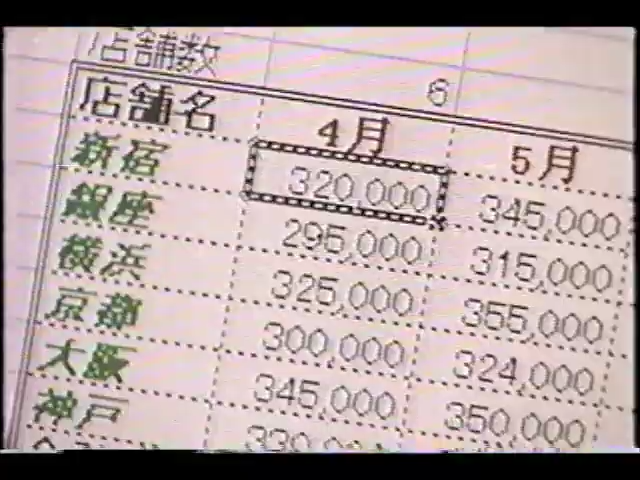 店舗数 6
店舗名 4月 5月
新宿 320,000 345,000
銀座 295,000 315,000
横浜 325,000 355,000
京都 300,000 324,000
大阪 345,000 350,000
神戸